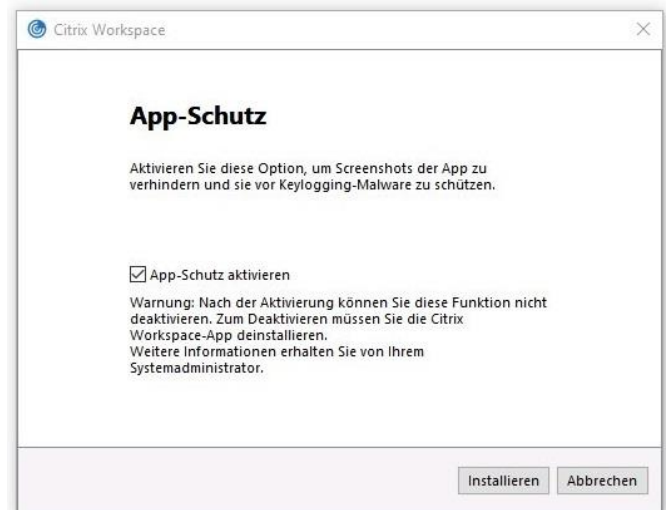 Citrix Workspace
App-Schutz
Aktivieren Sie diese Option, um Screenshots der App zu
verhindern und sie vor Keylogging-Malware zu schützen.
App-Schutz aktivieren
Warnung: Nach der Aktivierung können Sie diese Funktion nicht
deaktivieren. Zum Deaktivieren müssen Sie die Citrix
Workspace-App deinstallieren.
Weitere Informationen erhalten Sie von Ihrem
Systemadministrator.
Installieren Abbrechen